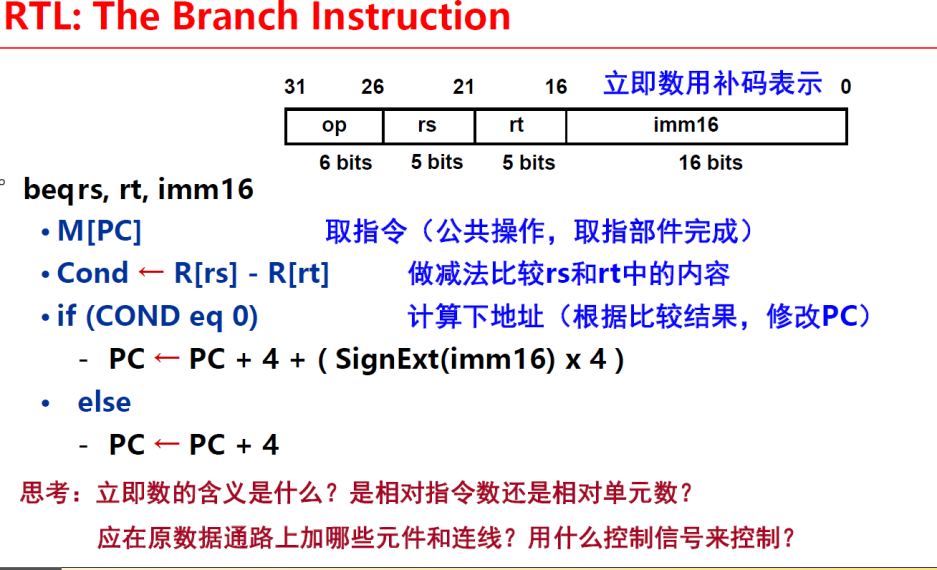 RTL: The Branch Instruction
31 26 21 16 立即数用补码表示 0
op rs rt imm16
6 bits 5 bits 5 bits 16 bits
° beqrs, rt, imm16
• M[PC] 取指令（公共操作，取指部件完成）
• Cond ← R[rs] - R[rt] 做减法比较rs和rt中的内容
• if (COND eq 0) 计算下地址（根据比较结果，修改PC）
- PC ← PC + 4 + ( SignExt(imm16) x 4 )
• else
- PC ← PC + 4
思考：立即数的含义是什么？是相对指令数还是相对单元数？
应在原数据通路上加哪些元件和连线？用什么控制信号来控制？